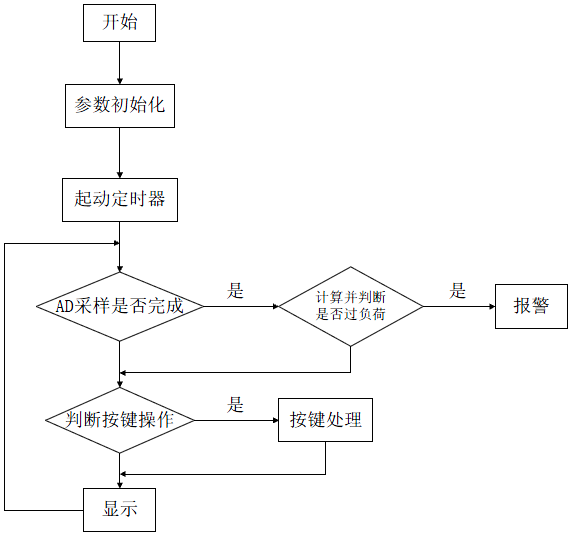 开始
参数初始化
起动定时器
AD采样是否完成
是
计算并判断
是否过负荷
是
报警
判断按键操作
是
按键处理
显示